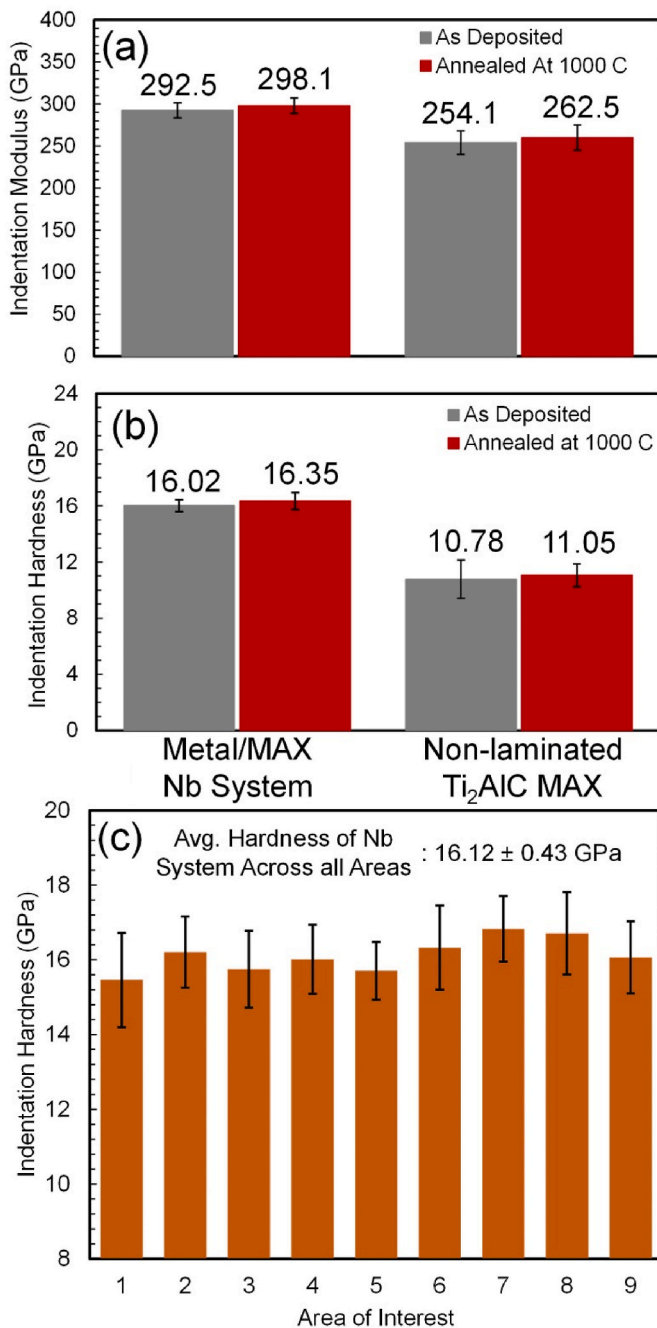 (a)
As Deposited
Annealed At 1000 C
292.5
298.1
254.1
262.5
400
350
300
250
200
150
100
50
0
Indentation Modulus (GPa)
(b)
As Deposited
Annealed at 1000 C
16.02
16.35
10.78
11.05
24
20
16
12
8
4
0
Indentation Hardness (GPa)
Metal/MAX
Nb System
Non-laminated
Ti₂AlC MAX
(c)
Avg. Hardness of Nb
System Across all Areas
: 16.12 ± 0.43 GPa
20
18
16
14
12
10
8
Indentation Hardness (GPa)
1 2 3 4 5 6 7 8 9
Area of Interest